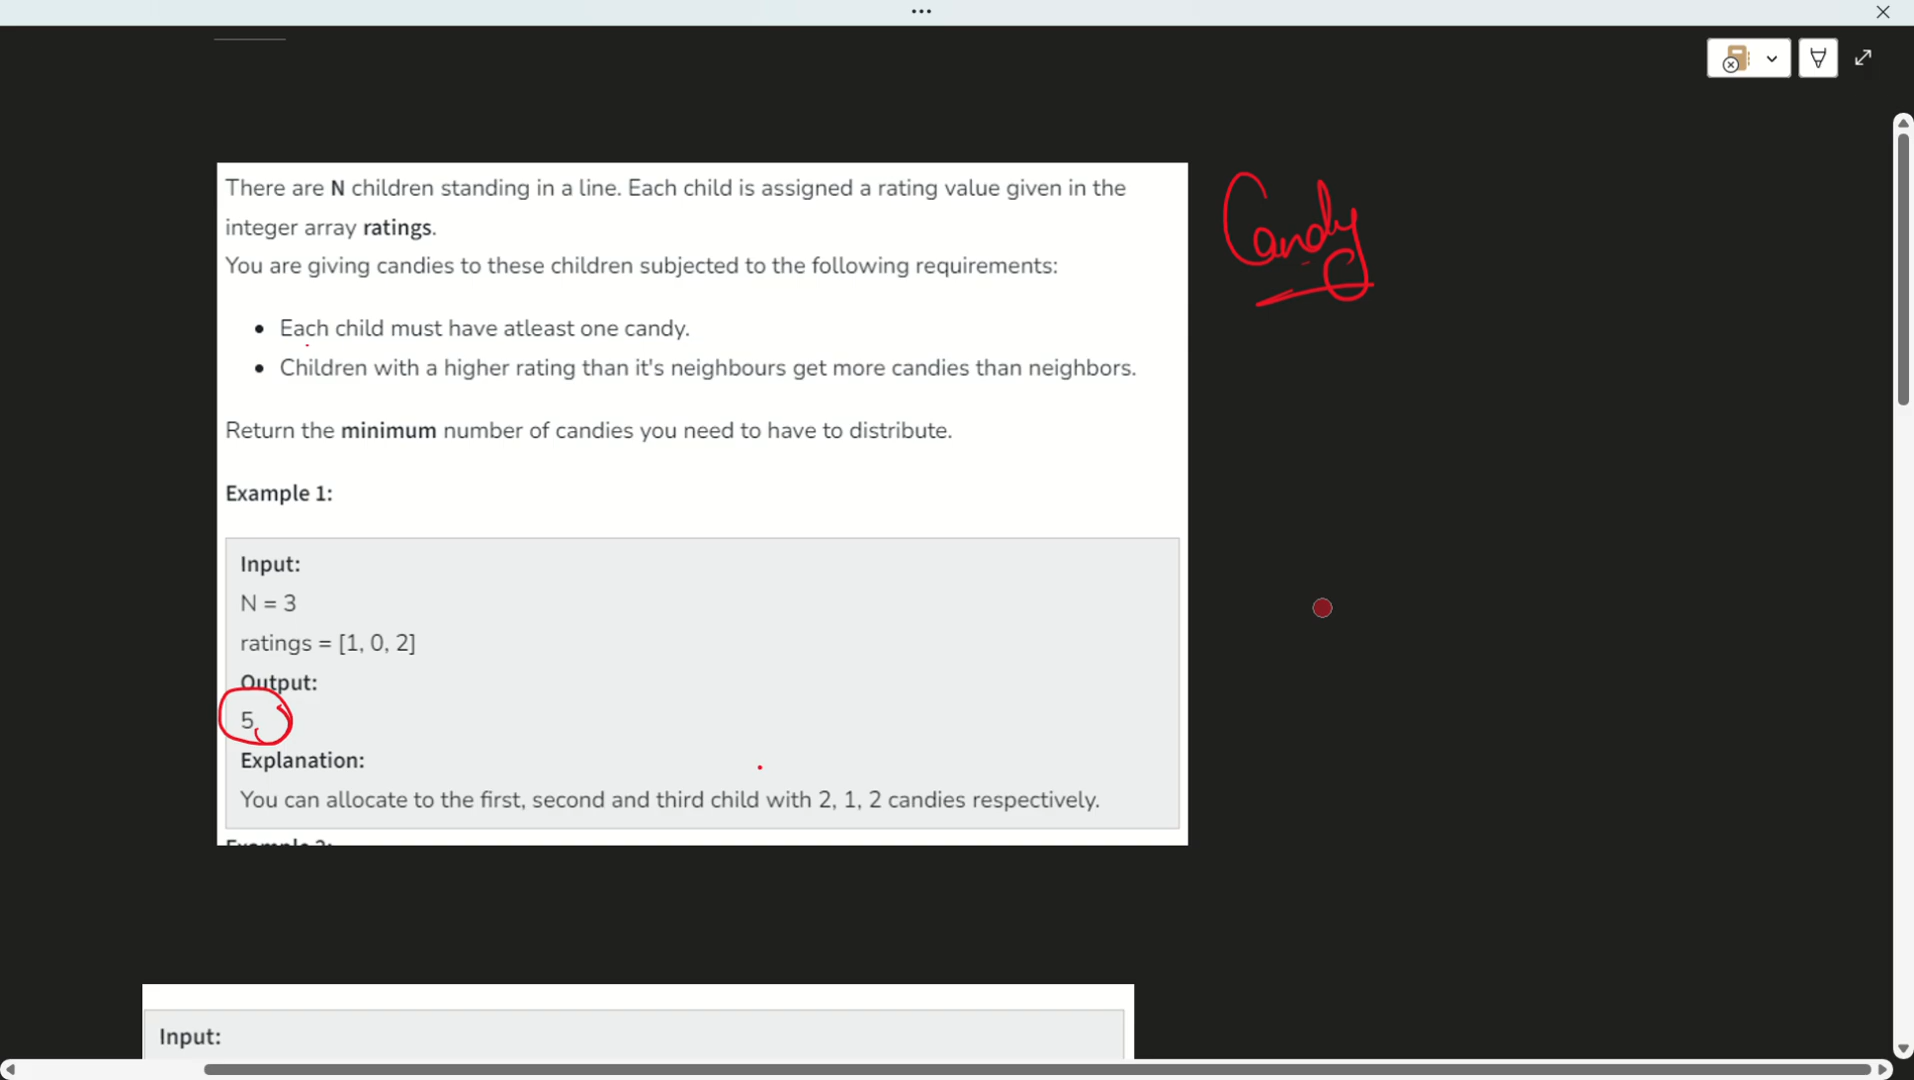 There are N children standing in a line. Each child is assigned a rating value given in the
integer array ratings.
You are giving candies to these children subjected to the following requirements:
• Each child must have atleast one candy.
• Children with a higher rating than it's neighbours get more candies than neighbors.
Return the minimum number of candies you need to have to distribute.
Example 1:
Input:
N = 3
ratings = [1, 0, 2]
Output:
5
Explanation:
You can allocate to the first, second and third child with 2, 1, 2 candies respectively.
Example 2:
Candy
Input: